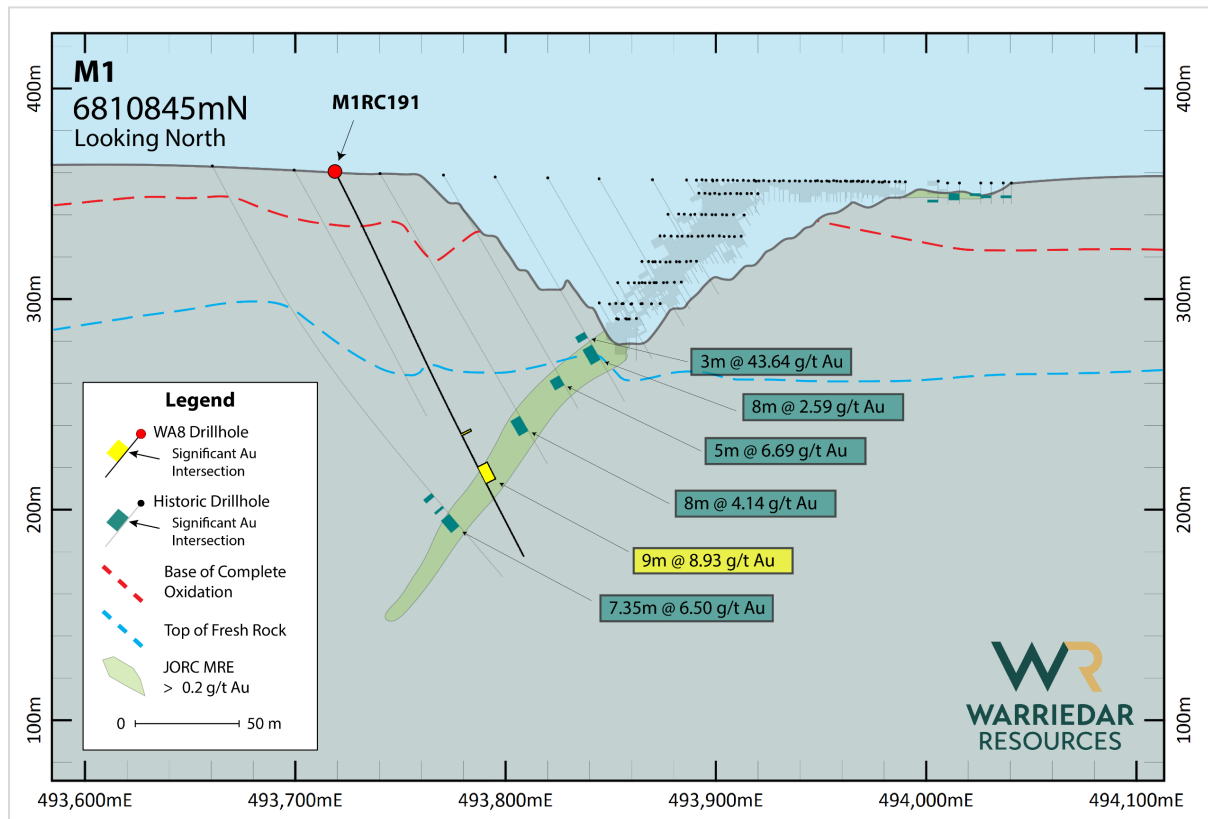 M1
6810845mN
Looking North
M1RC191
400m
300m
200m
100m
400m
300m
200m
100m
3m @ 43.64 g/t Au
8m @ 2.59 g/t Au
5m @ 6.69 g/t Au
8m @ 4.14 g/t Au
9m @ 8.93 g/t Au
7.35m @ 6.50 g/t Au
Legend
WA8 Drillhole
Significant Au
Intersection
Historic Drillhole
Significant Au
Intersection
Base of Complete
Oxidation
Top of Fresh Rock
JORC MRE
> 0.2 g/t Au
0 50 m
WR
WARRIEDAR
RESOURCES
493,600mE 493,700mE 493,800mE 493,900mE 494,000mE 494,100mE